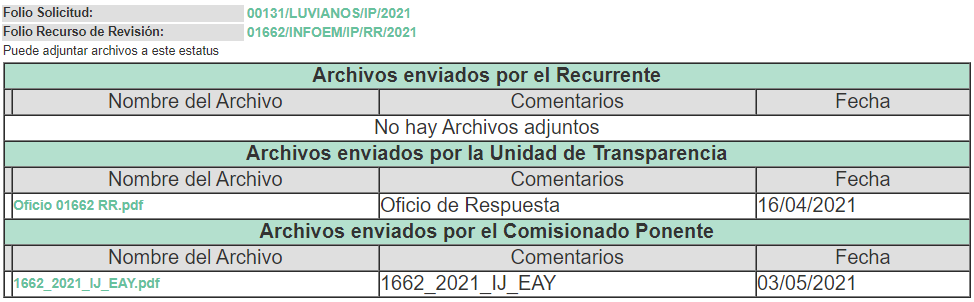 Folio Solicitud: 00131/LUVIANOS/IP/2021
Folio Recurso de Revisión: 01662/INFOEM/IP/RR/2021
Puede adjuntar archivos a este estatus
Archivos enviados por el Recurrente
Nombre del Archivo Comentarios Fecha
No hay Archivos adjuntos
Archivos enviados por la Unidad de Transparencia
Nombre del Archivo Comentarios Fecha
Oficio 01662 RR.pdf Oficio de Respuesta 16/04/2021
Archivos enviados por el Comisionado Ponente
Nombre del Archivo Comentarios Fecha
1662_2021_IJ_EAY.pdf 1662_2021_IJ_EAY 03/05/2021